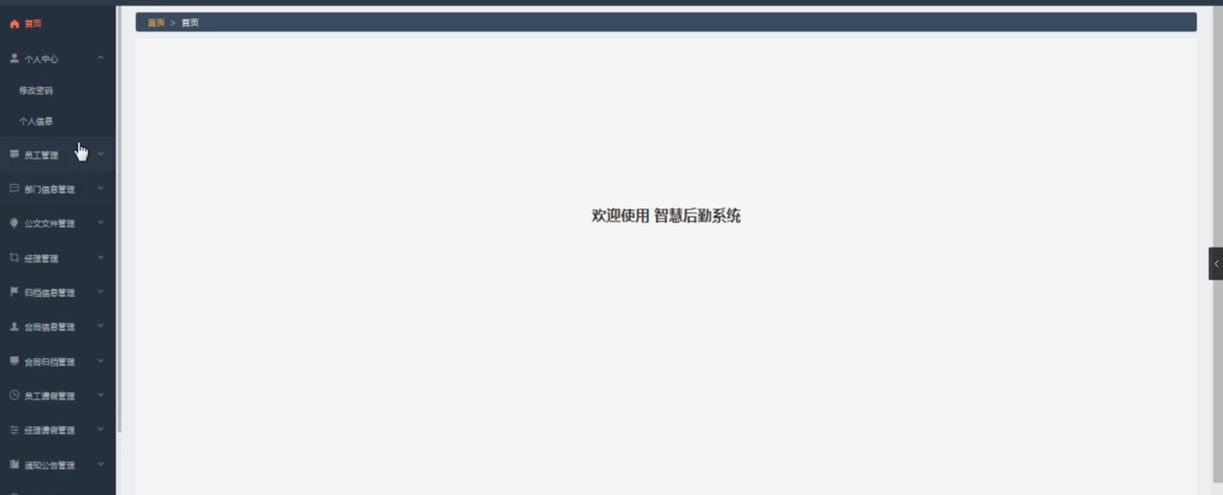 首页
个人中心
修改密码
个人信息
员工管理
部门信息管理
公文文件管理
经理管理
归档信息管理
合同信息管理
合同归档管理
员工请假管理
经理请假管理
通知公告管理
首页 > 首页
欢迎使用 智慧后勤系统